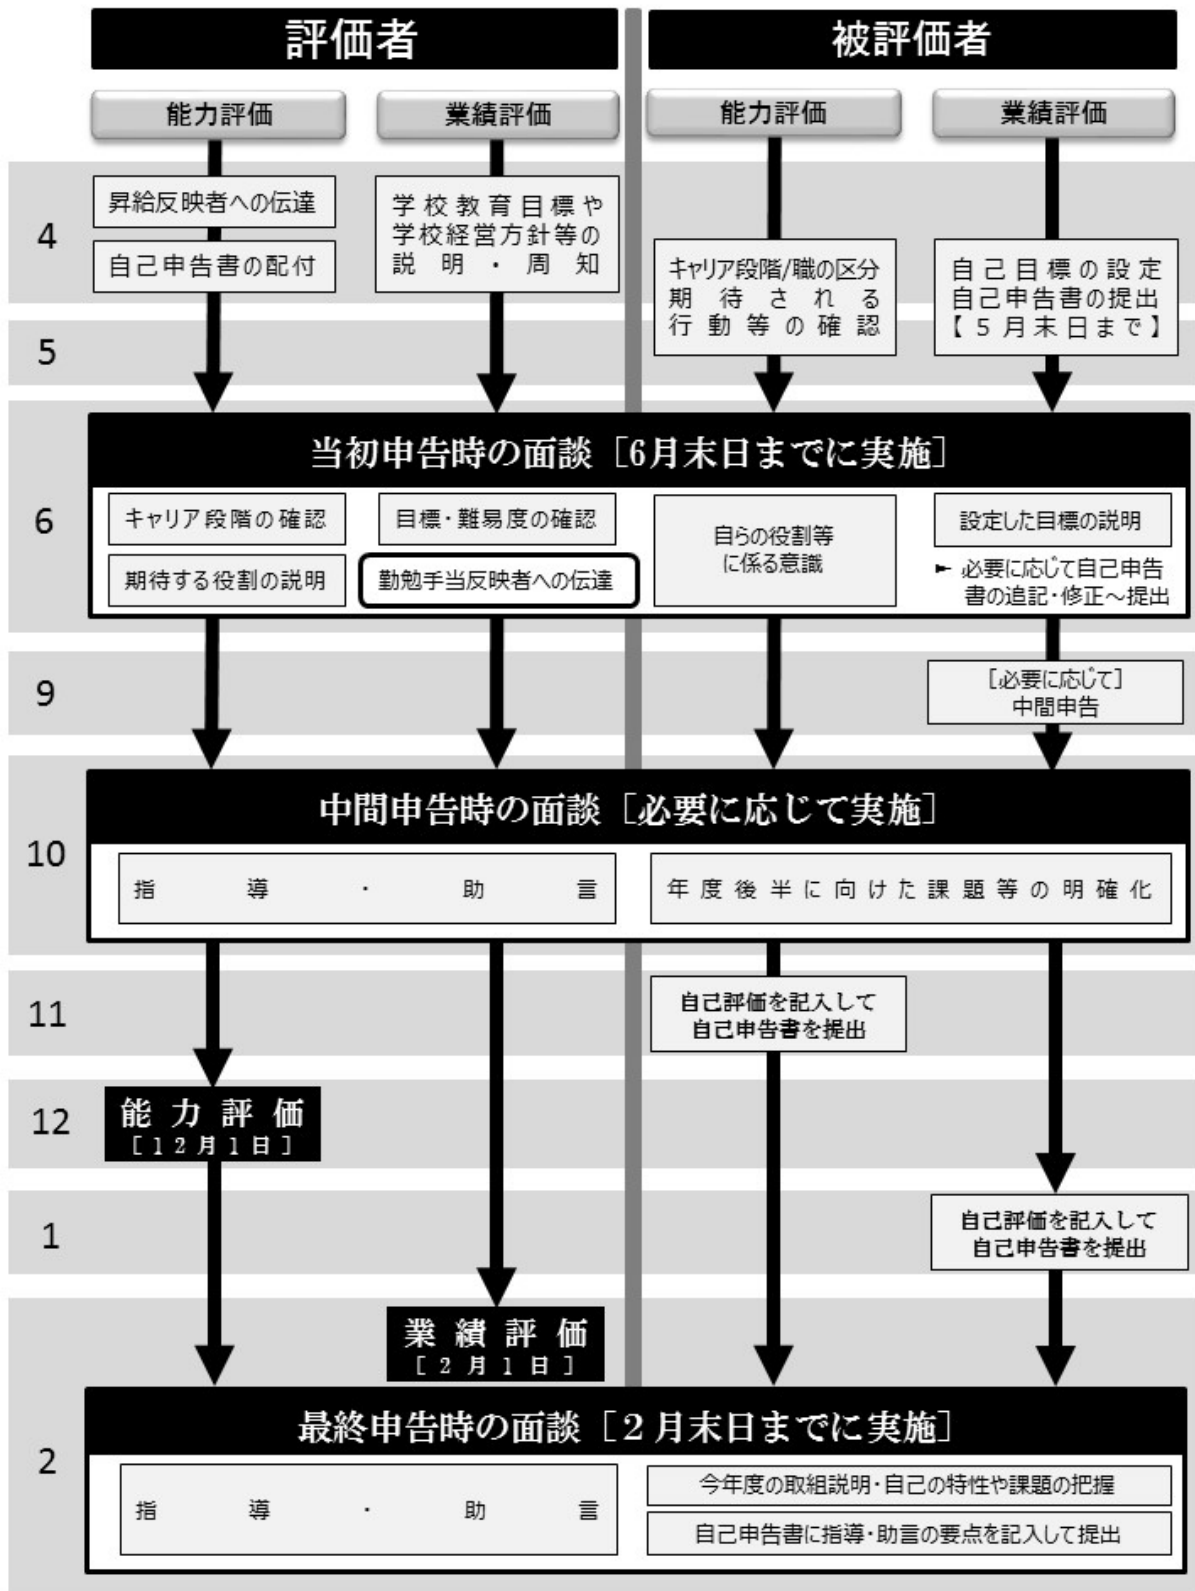 評価者
被評価者
能力評価
業績評価
能力評価
業績評価
4
昇給反映者への伝達
自己申告書の配付
学校教育目標や
学校経営方針等の
説明・周知
キャリア段階/職の区分
期待される
行動等の確認
自己目標の設定
自己申告書の提出
【5月末日まで】
5
当初申告時の面談［6月末日までに実施］
6
キャリア段階の確認
期待する役割の説明
目標・難易度の確認
勤勉手当反映者への伝達
自らの役割等
に係る意識
設定した目標の説明
► 必要に応じて自己申告
書の追記・修正～提出
9
［必要に応じて］
中間申告
中間申告時の面談［必要に応じて実施］
10
指導・助言
年度後半に向けた課題等の明確化
11
自己評価を記入して
自己申告書を提出
12
能力評価
［12月1日］
1
自己評価を記入して
自己申告書を提出
業績評価
［2月1日］
最終申告時の面談［2月末日までに実施］
2
指導・助言
今年度の取組説明・自己の特性や課題の把握
自己申告書に指導・助言の要点を記入して提出